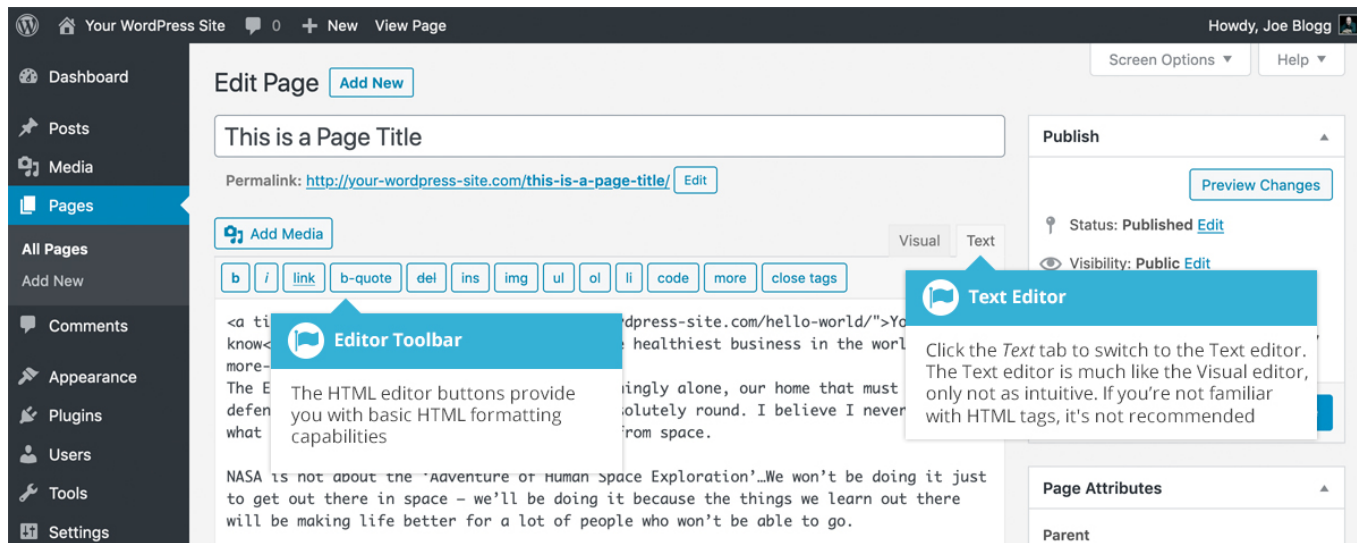 Your WordPress Site 0 + New View Page Howdy, Joe Blogg
Dashboard
Posts
Media
Pages
All Pages
Add New
Comments
Appearance
Plugins
Users
Tools
Settings
Edit Page Add New
This is a Page Title
Permalink: http://your-wordpress-site.com/this-is-a-page-title/ Edit
Add Media
Visual Text
b i link b-quote del ins img ul ol li code more close tags
<a ti dpress-site.com/hello-world/">Yo
know< e healthiest business in the worl
more-
The E ingly alone, our home that must
defen solutely round. I believe I never
what from space.
NASA is not about the ‘Adventure of Human Space Exploration’…We won’t be doing it just
to get out there in space – we’ll be doing it because the things we learn out there
will be making life better for a lot of people who won’t be able to go.
Editor Toolbar
The HTML editor buttons provide
you with basic HTML formatting
capabilities
Screen Options Help
Publish
Preview Changes
Status: Published Edit
Visibility: Public Edit
Text Editor
Click the Text tab to switch to the Text editor.
The Text editor is much like the Visual editor,
only not as intuitive. If you’re not familiar
with HTML tags, it's not recommended
Page Attributes
Parent